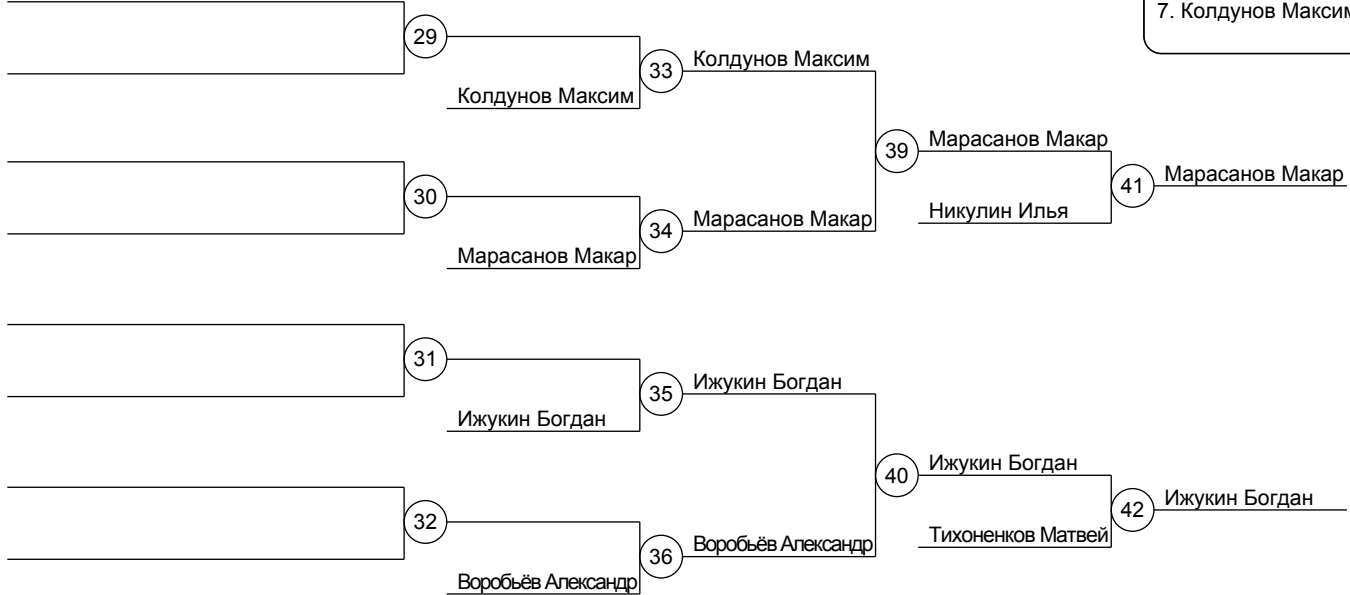 7. Колдунов Максим
29
33
Колдунов Максим
Колдунов Максим
39
Марасанов Макар
41
Марасанов Макар
30
34
Марасанов Макар
Никулин Илья
Марасанов Макар
31
35
Ижукин Богдан
Ижукин Богдан
40
Ижукин Богдан
42
Ижукин Богдан
32
36
Воробьёв Александр
Тихоненков Матвей
Воробьёв Александр